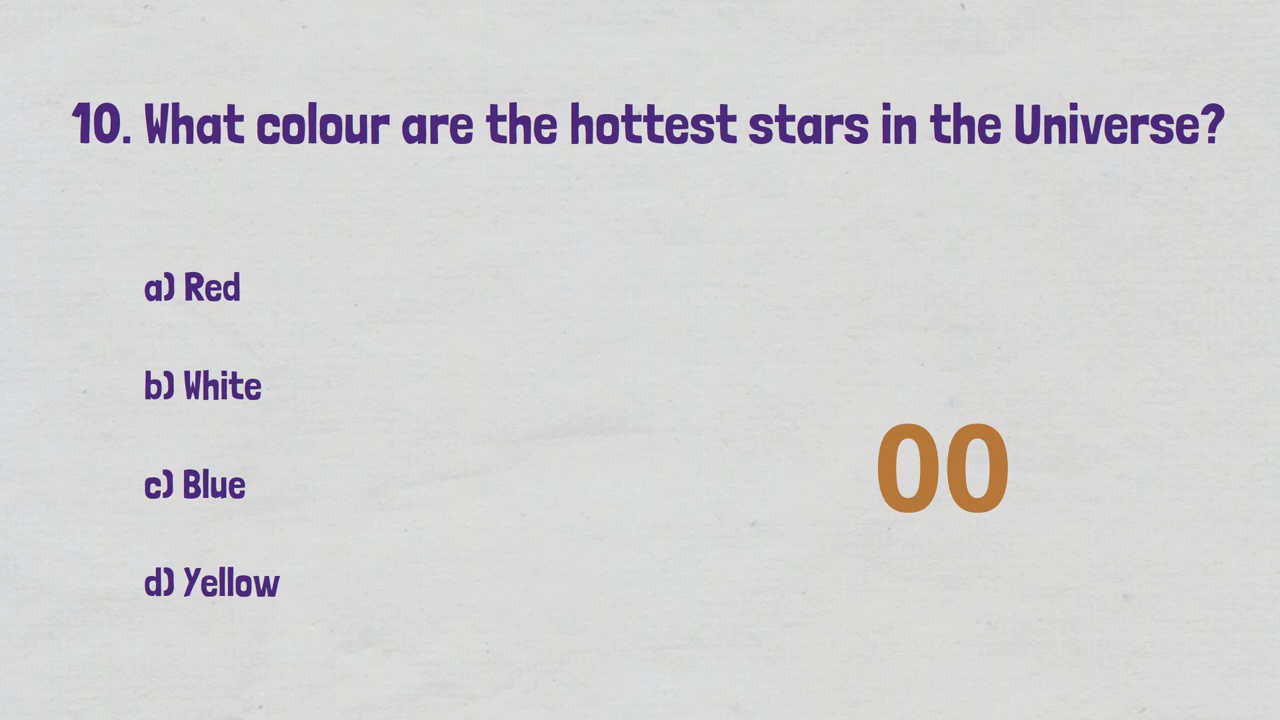 10. What colour are the hottest stars in the Universe?
a) Red
b) White
c) Blue
00
d) Yellow